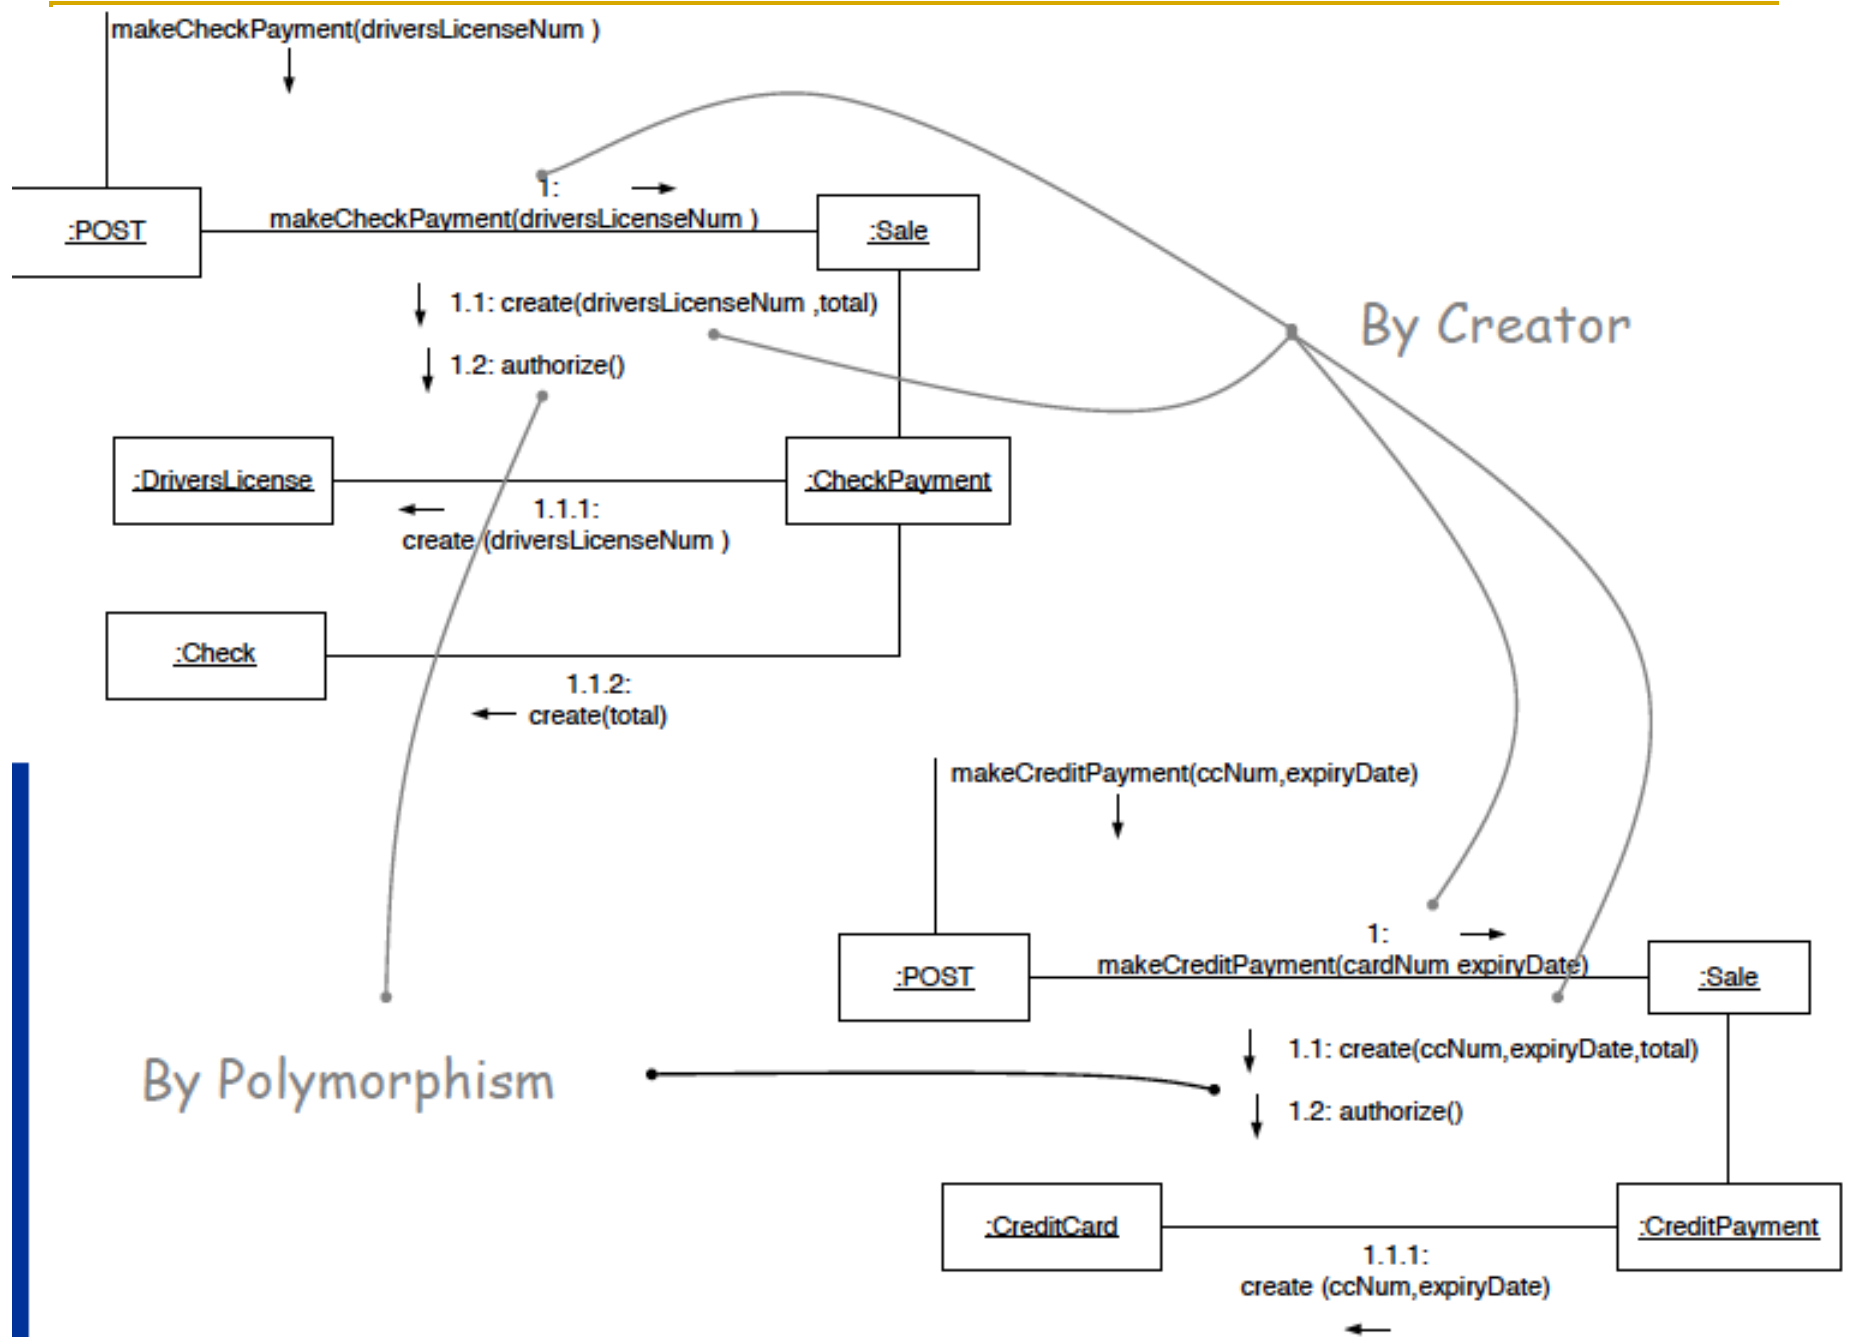 makeCheckPayment(driversLicenseNum )
1:
makeCheckPayment(driversLicenseNum )
:POST
:Sale
1.1: create(driversLicenseNum ,total)
By Creator
1.2: authorize()
:DriversLicense
:CheckPayment
1.1.1:
create (driversLicenseNum )
:Check
1.1.2:
create(total)
makeCreditPayment(ccNum,expiryDate)
1:
makeCreditPayment(cardNum expiryDate)
:POST
:Sale
1.1: create(ccNum,expiryDate,total)
By Polymorphism
1.2: authorize()
:CreditCard
:CreditPayment
1.1.1:
create (ccNum,expiryDate)